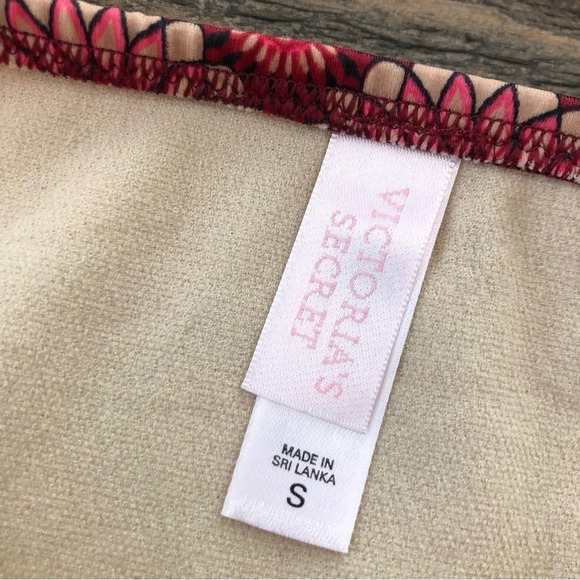 VICTORIA'S
SECRET
MADE IN
SRI LANKA
S